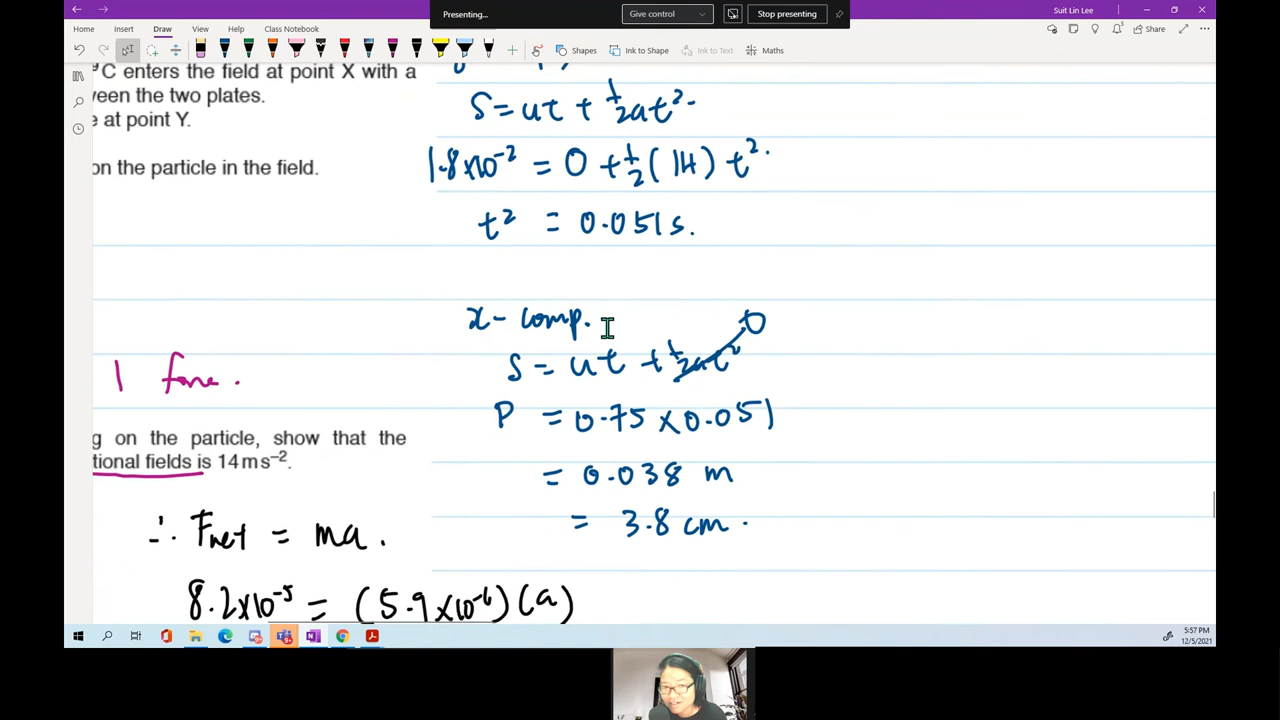 Presenting...
Give control
Stop presenting
Suit Lin Lee
Home Insert Draw View Help Class Notebook
Share
Shapes Ink to Shape Ink to Text Maths
C enters the field at point X with a
veen the two plates.
e at point Y.
on the particle in the field.
S = ut + ½at²
1.8×10⁻² = 0 + ½(14) t²
t² = 0.051s.
x- comp.
S = ut + ½at² 0
P = 0.75 × 0.051
= 0.038 m
= 3.8 cm.
g on the particle, show that the
tional fields is 14 m s⁻².
∴ Fnet = ma.
8.2×10⁻⁵ = (5.9×10⁻⁶)(a)
5:57 PM
12/5/2021